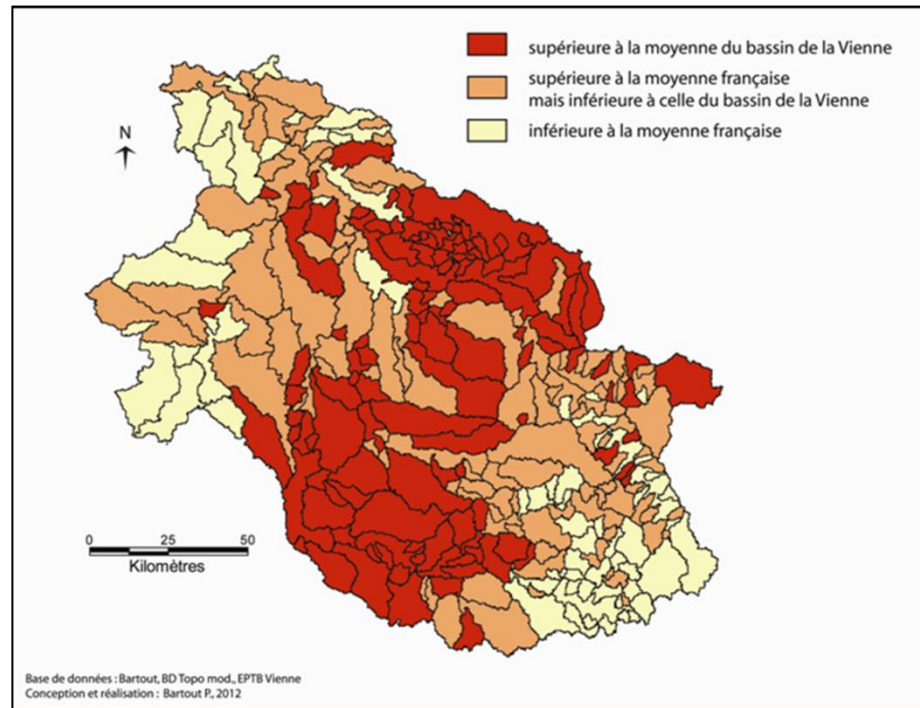 supérieure à la moyenne du bassin de la Vienne
supérieure à la moyenne française
mais inférieure à celle du bassin de la Vienne
inférieure à la moyenne française
N
0 25 50
Kilomètres
Base de données : Bartout, BD Topo mod., EPTB Vienne
Conception et réalisation : Bartout P., 2012